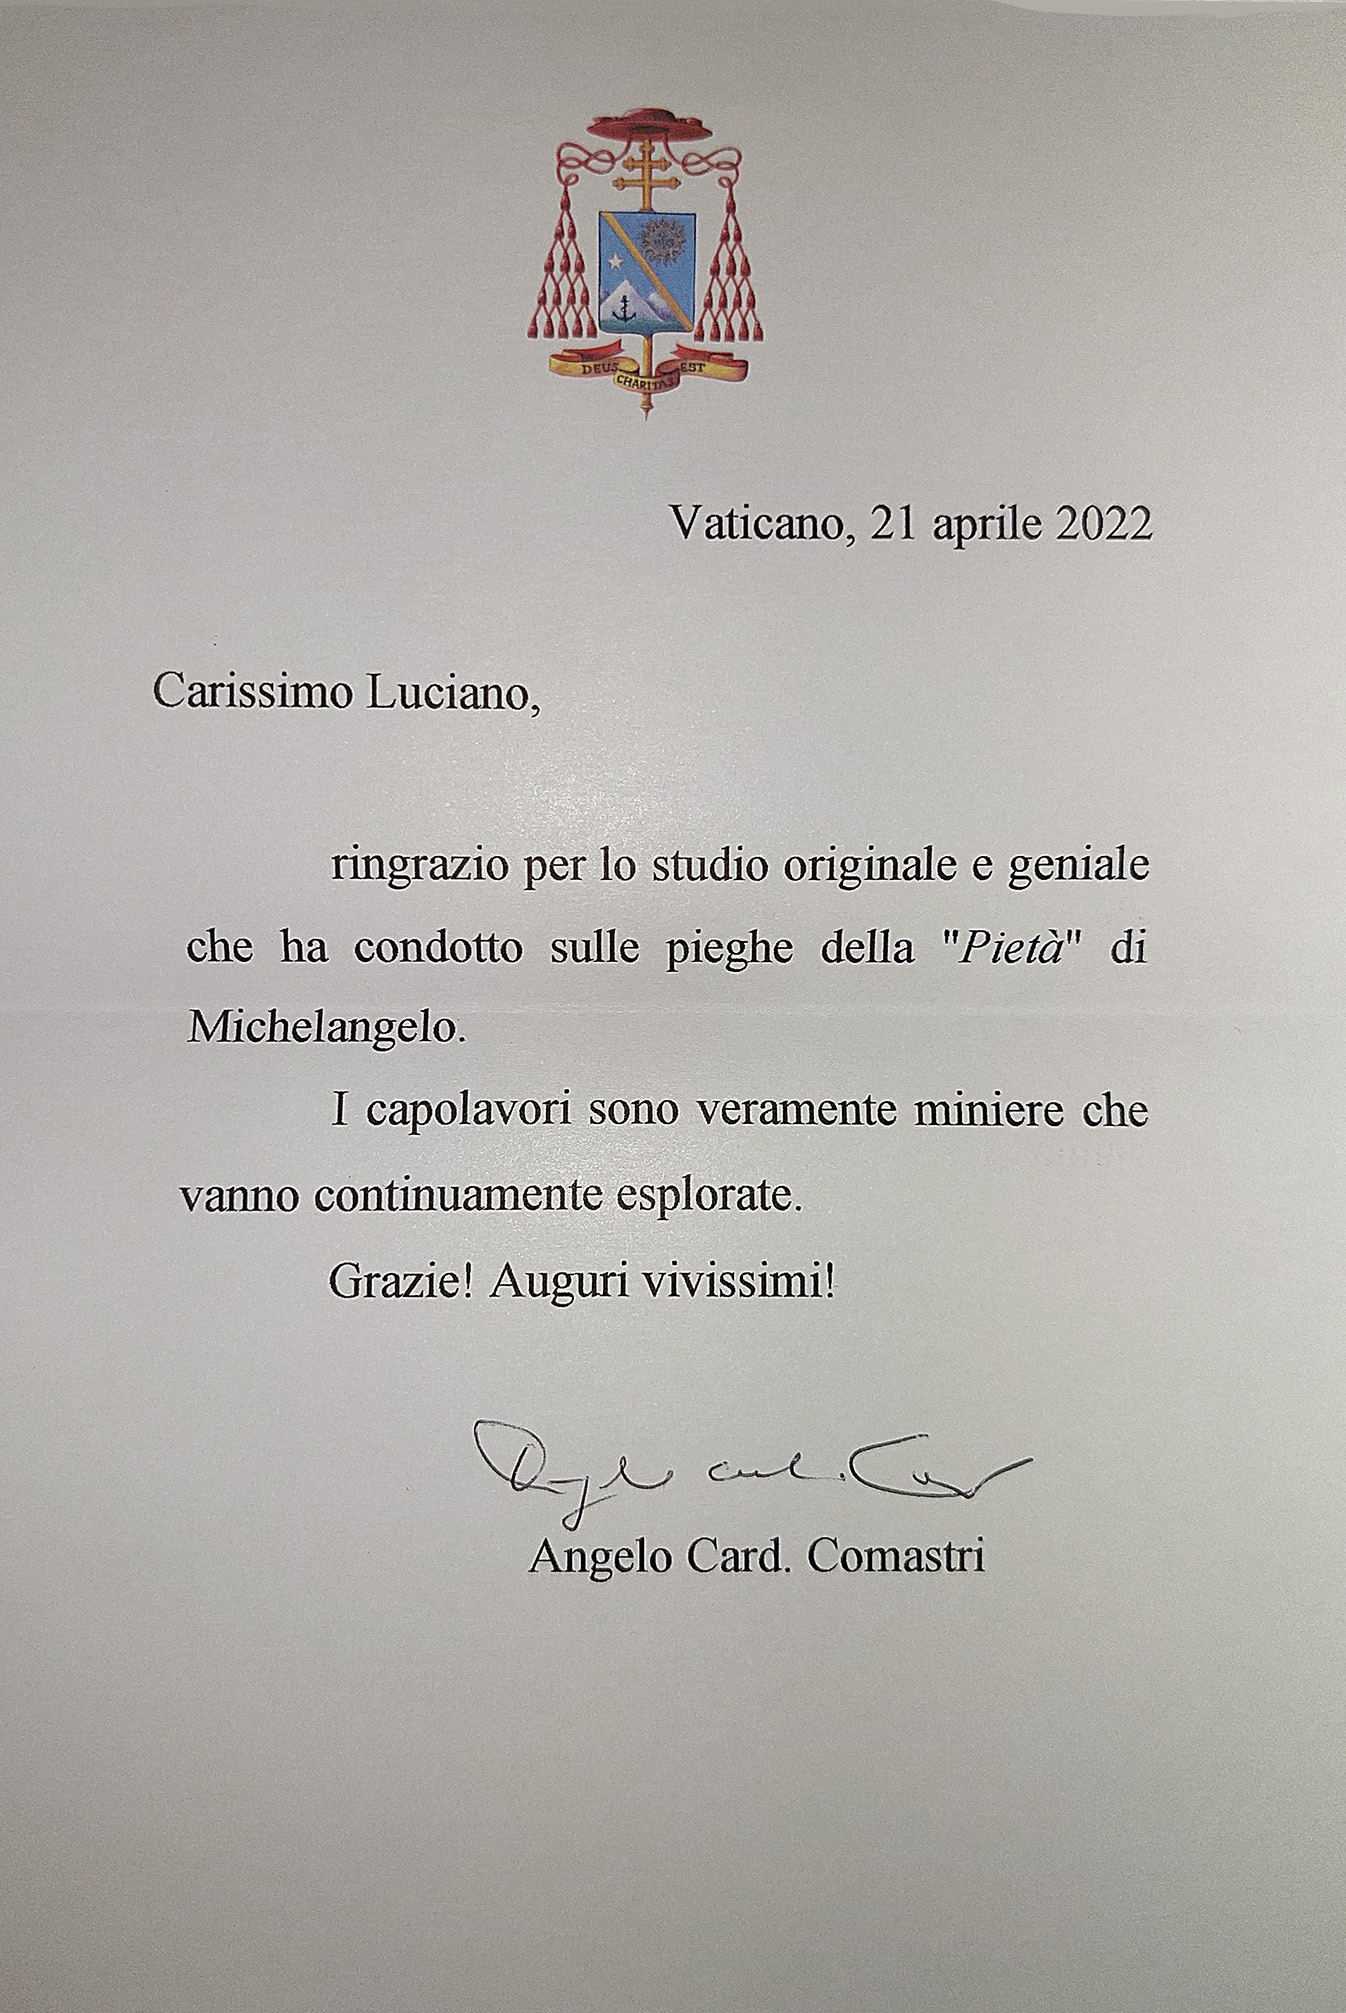 DEUS CHARITAS EST
Vaticano, 21 aprile 2022
Carissimo Luciano,
ringrazio per lo studio originale e geniale
che ha condotto sulle pieghe della "Pietà" di
Michelangelo.
I capolavori sono veramente miniere che
vanno continuamente esplorate.
Grazie! Auguri vivissimi!
Angelo Card. Comastri